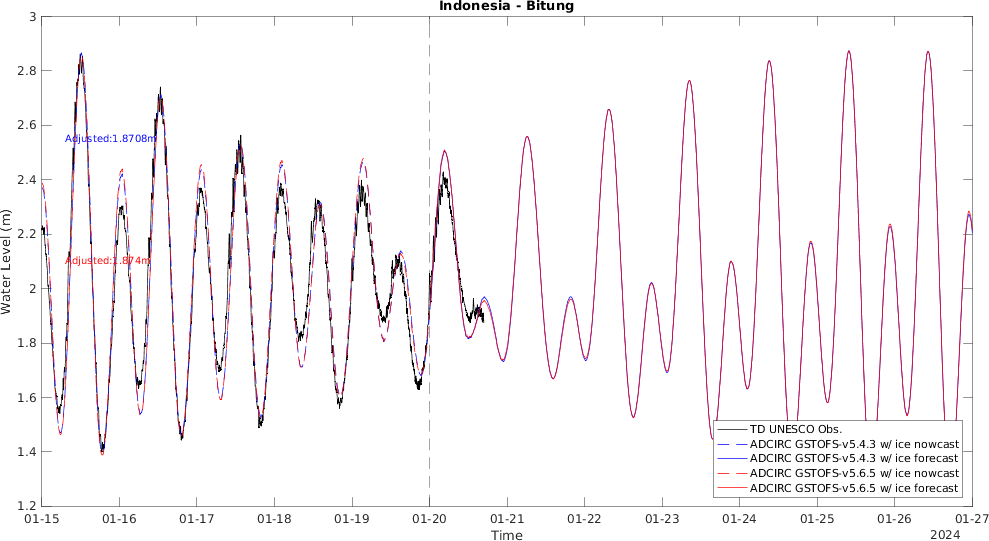 Indonesia - Bitung
3
2.8
2.6
2.4
2.2
2
1.8
1.6
1.4
1.2
Water Level (m)
Adjusted:1.8708m
Adjusted:1.874m
TD UNESCO Obs.
ADCIRC GSTOFS-v5.4.3 w/ ice nowcast
ADCIRC GSTOFS-v5.4.3 w/ ice forecast
ADCIRC GSTOFS-v5.6.5 w/ ice nowcast
ADCIRC GSTOFS-v5.6.5 w/ ice forecast
01-15 01-16 01-17 01-18 01-19 01-20 01-21 01-22 01-23 01-24 01-25 01-26 01-27
Time
2024